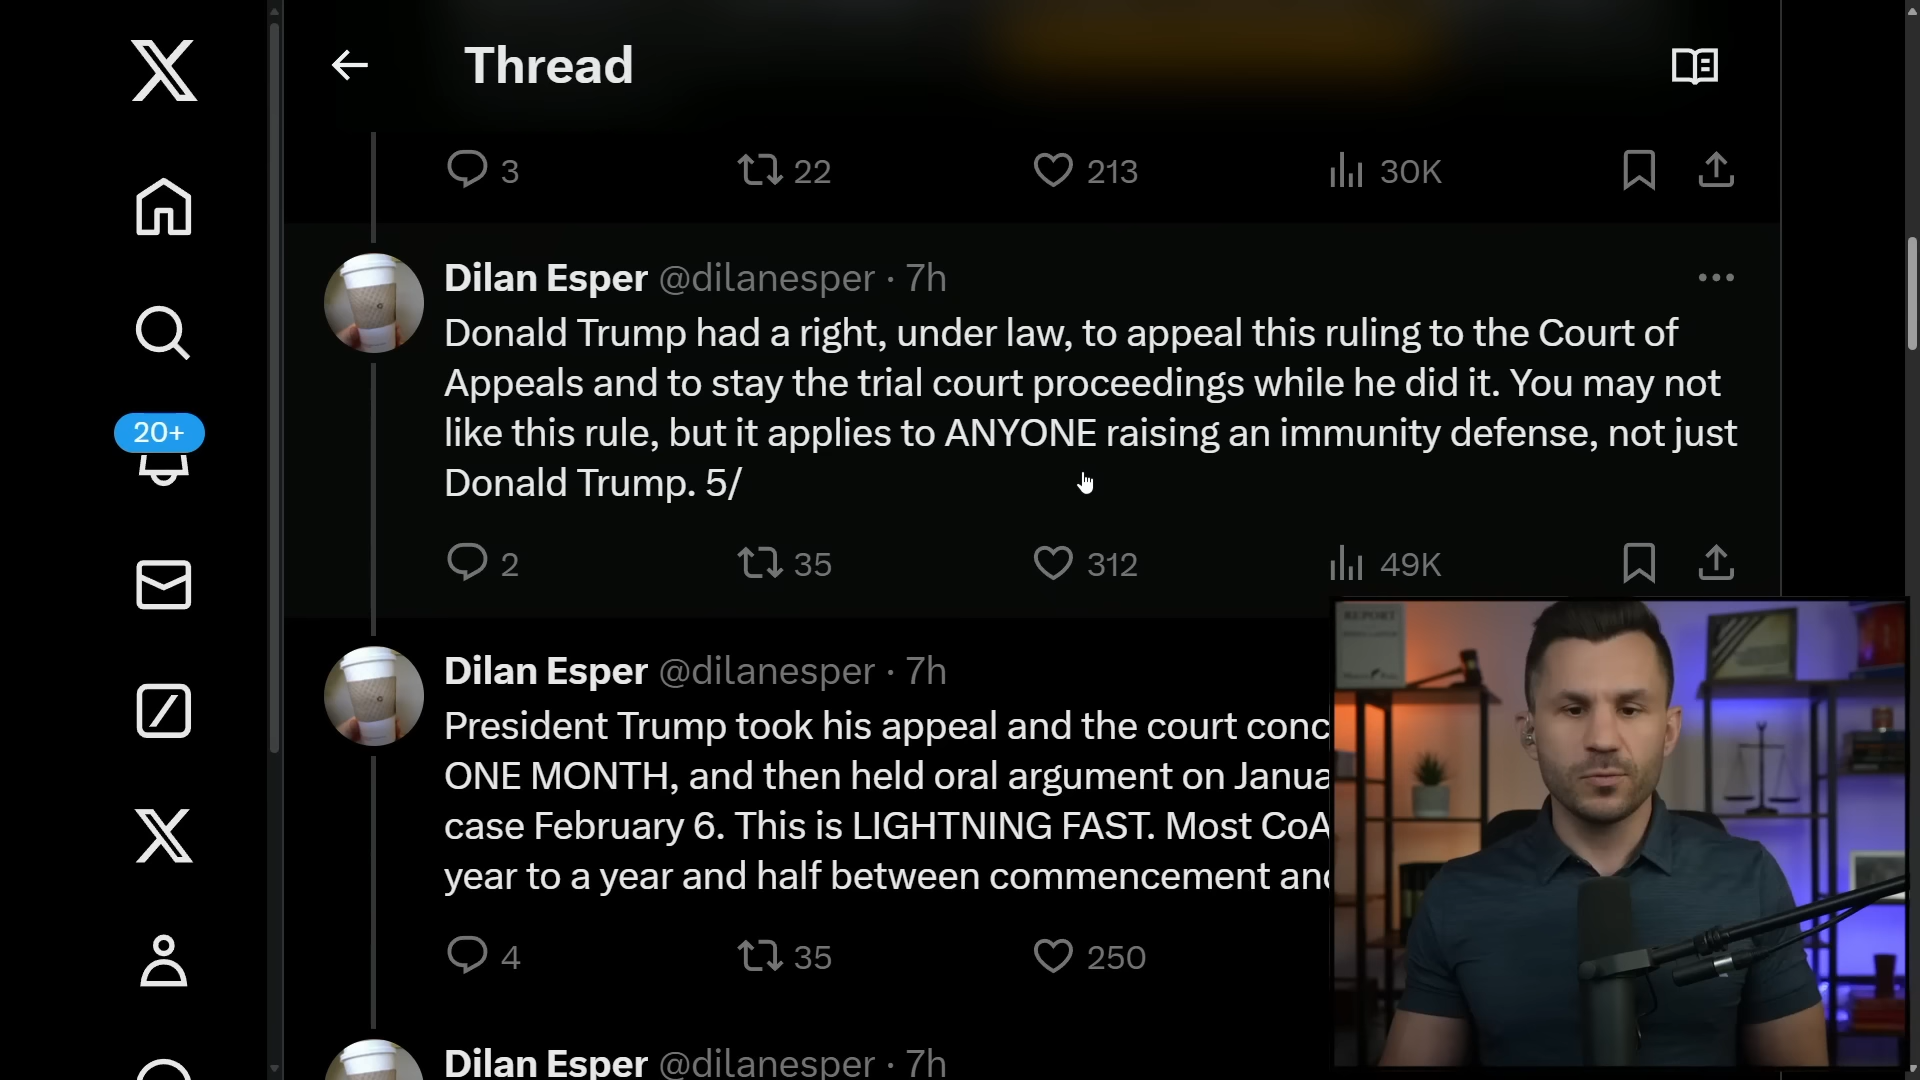 Thread
3 22 213 30K
Dilan Esper @dilanesper · 7h
Donald Trump had a right, under law, to appeal this ruling to the Court of
Appeals and to stay the trial court proceedings while he did it. You may not
like this rule, but it applies to ANYONE raising an immunity defense, not just
Donald Trump. 5/
20+
2 35 312 49K
Dilan Esper @dilanesper · 7h
President Trump took his appeal and the court conc
ONE MONTH, and then held oral argument on Janua
case February 6. This is LIGHTNING FAST. Most CoA
year to a year and half between commencement and
4 35 250
Dilan Esper @dilanesper · 7h
REPORT